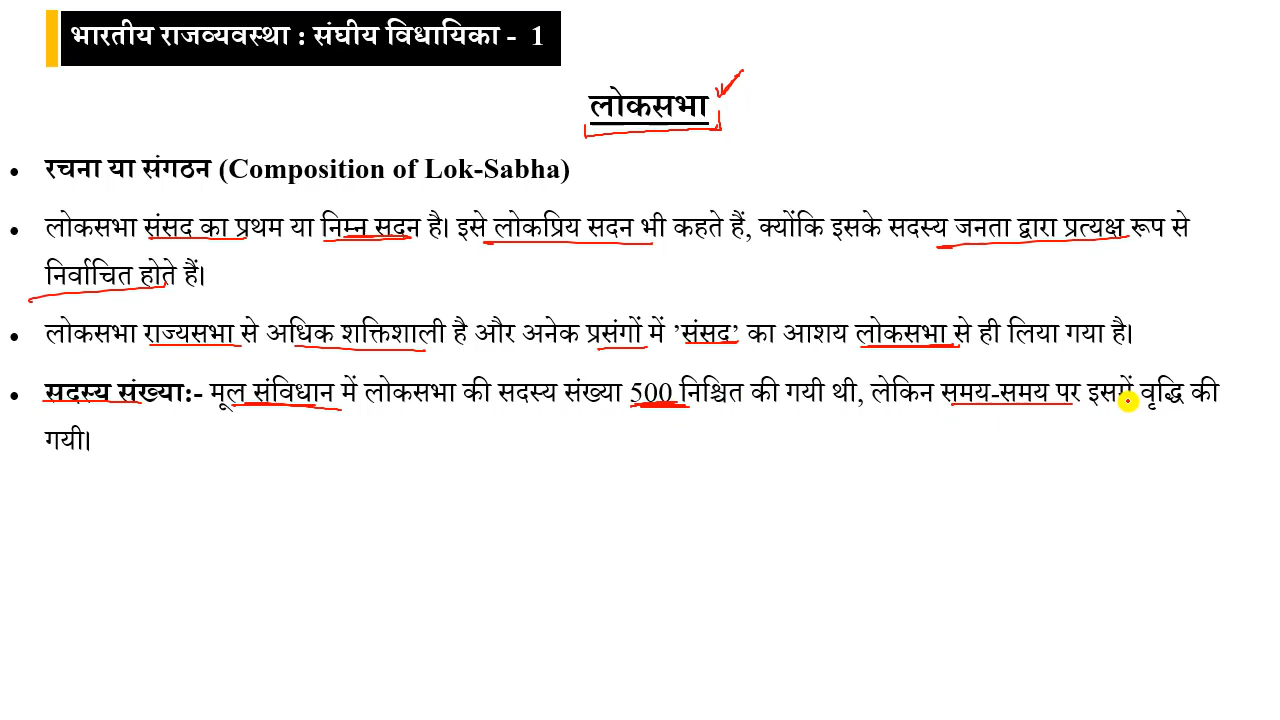 भारतीय राजव्यवस्था : संघीय विधायिका - 1
लोकसभा
• रचना या संगठन (Composition of Lok-Sabha)
• लोकसभा संसद का प्रथम या निम्न सदन है। इसे लोकप्रिय सदन भी कहते हैं, क्योंकि इसके सदस्य जनता द्वारा प्रत्यक्ष रूप से
निर्वाचित होते हैं।
• लोकसभा राज्यसभा से अधिक शक्तिशाली है और अनेक प्रसंगों में ’संसद’ का आशय लोकसभा से ही लिया गया है।
• सदस्य संख्या:- मूल संविधान में लोकसभा की सदस्य संख्या 500 निश्चित की गयी थी, लेकिन समय-समय पर इसमें वृद्धि की
गयी।